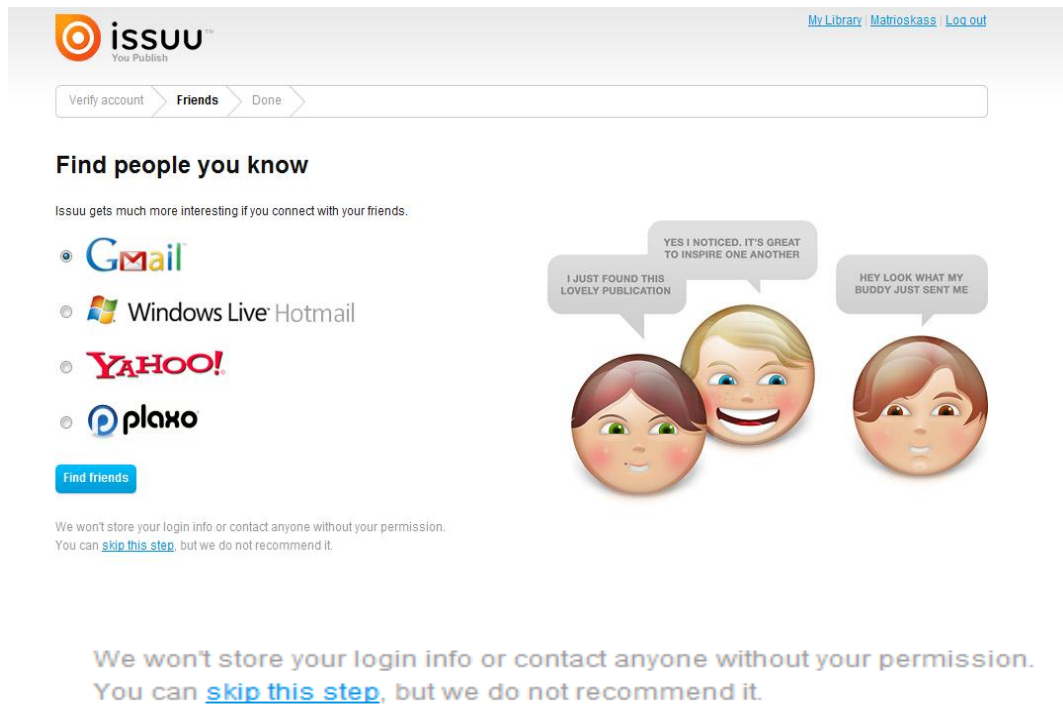 issuu™
You Publish
My Library | Matrioskass | Log out
Verify account
Friends
Done
Find people you know
Issuu gets much more interesting if you connect with your friends.
Gmail
Windows Live Hotmail
YAHOO!
plaxo
Find friends
We won't store your login info or contact anyone without your permission.
You can skip this step, but we do not recommend it.
YES I NOTICED. IT'S GREAT
TO INSPIRE ONE ANOTHER
I JUST FOUND THIS
LOVELY PUBLICATION
HEY LOOK WHAT MY
BUDDY JUST SENT ME
We won't store your login info or contact anyone without your permission.
You can skip this step, but we do not recommend it.